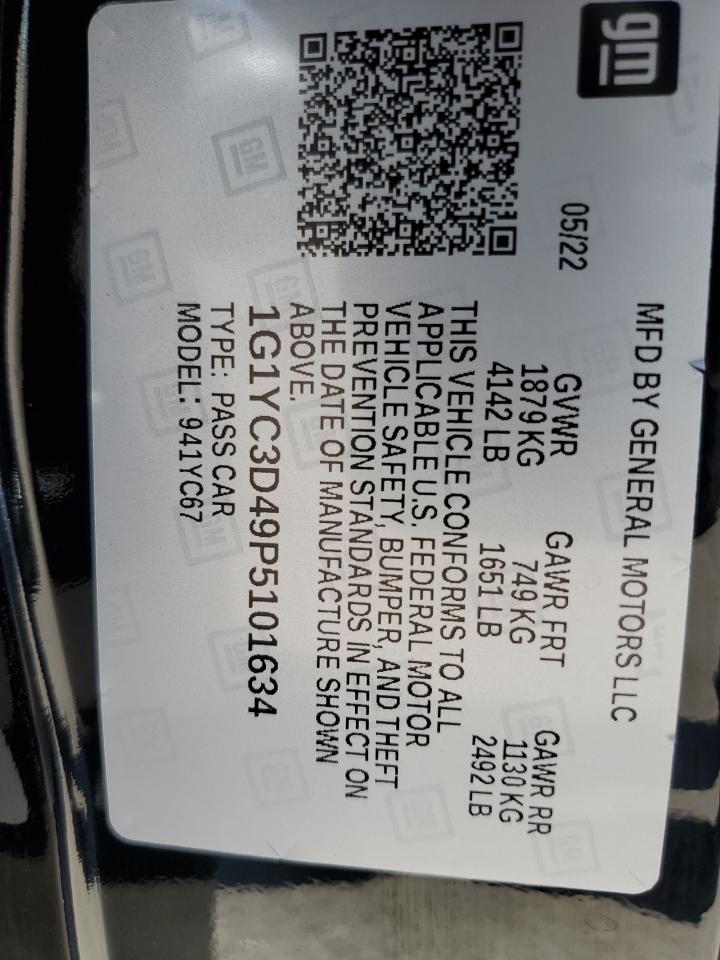 gm
MFD BY GENERAL MOTORS LLC
05/22 GVWR GAWR FRT GAWR RR
1879 KG 749 KG 1130 KG
4142 LB 1651 LB 2492 LB
THIS VEHICLE CONFORMS TO ALL
APPLICABLE U.S. FEDERAL MOTOR
VEHICLE SAFETY, BUMPER, AND THEFT
PREVENTION STANDARDS IN EFFECT ON
THE DATE OF MANUFACTURE SHOWN
ABOVE.
1G1YC3D49P5101634
TYPE: PASS CAR
MODEL: 941YC67